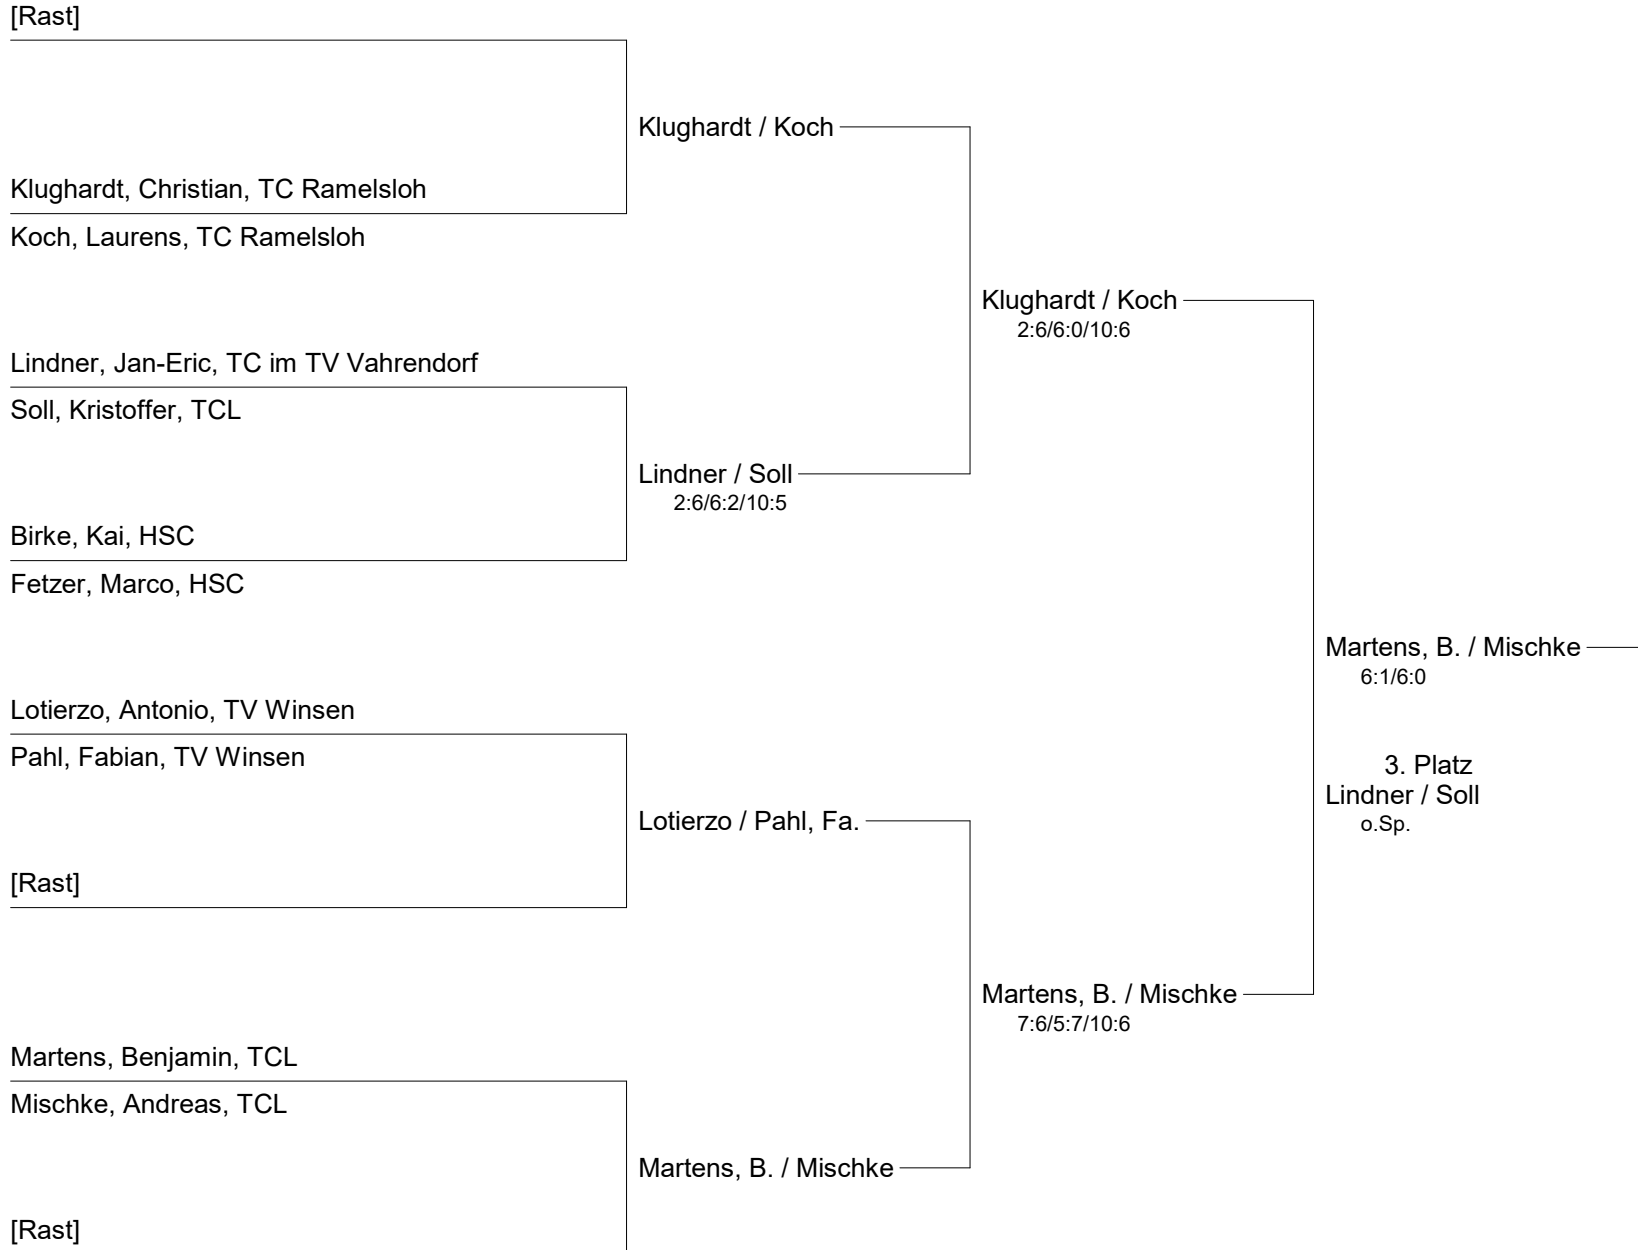 [Rast]
Klughardt / Koch
Klughardt, Christian, TC Ramelsloh
Koch, Laurens, TC Ramelsloh
Klughardt / Koch
2:6/6:0/10:6
Lindner, Jan-Eric, TC im TV Vahrendorf
Soll, Kristoffer, TCL
Lindner / Soll
2:6/6:2/10:5
Birke, Kai, HSC
Fetzer, Marco, HSC
Martens, B. / Mischke
6:1/6:0
Lotierzo, Antonio, TV Winsen
Pahl, Fabian, TV Winsen
3. Platz
Lindner / Soll
o.Sp.
Lotierzo / Pahl, Fa.
[Rast]
Martens, B. / Mischke
7:6/5:7/10:6
Martens, Benjamin, TCL
Mischke, Andreas, TCL
Martens, B. / Mischke
[Rast]